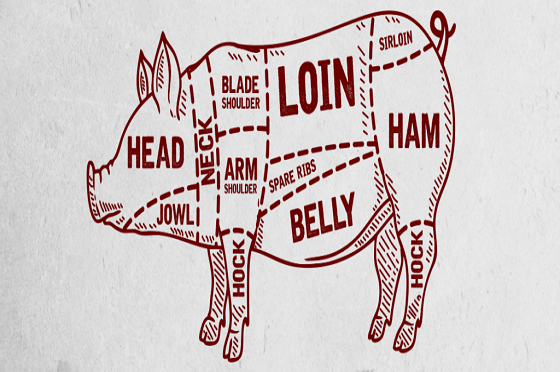 HEAD
JOWL
NECK
BLADE
SHOULDER
ARM
SHOULDER
HOCK
LOIN
SPARE RIBS
BELLY
SIRLOIN
HAM
HOCK